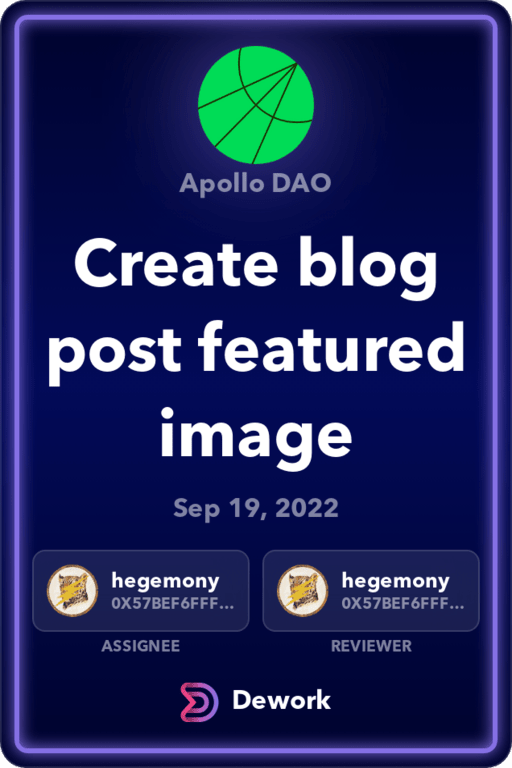 Apollo DAO
Create blog
post featured
image
Sep 19, 2022
hegemony
0X57BEF6FFF...
ASSIGNEE
hegemony
0X57BEF6FFF...
REVIEWER
Dework